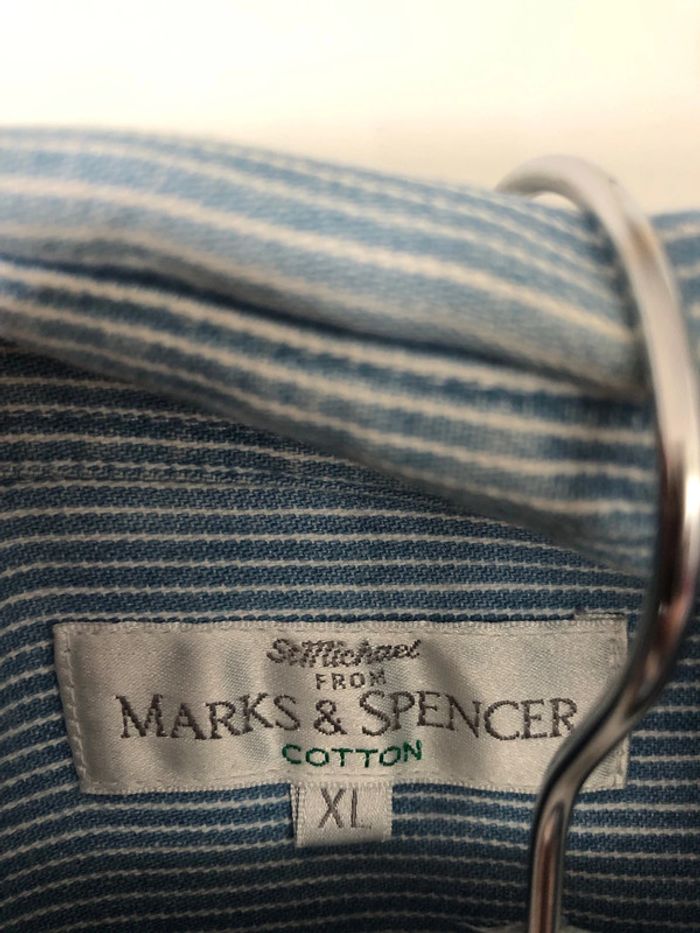 StMichael
FROM
MARKS & SPENCER
COTTON
XL